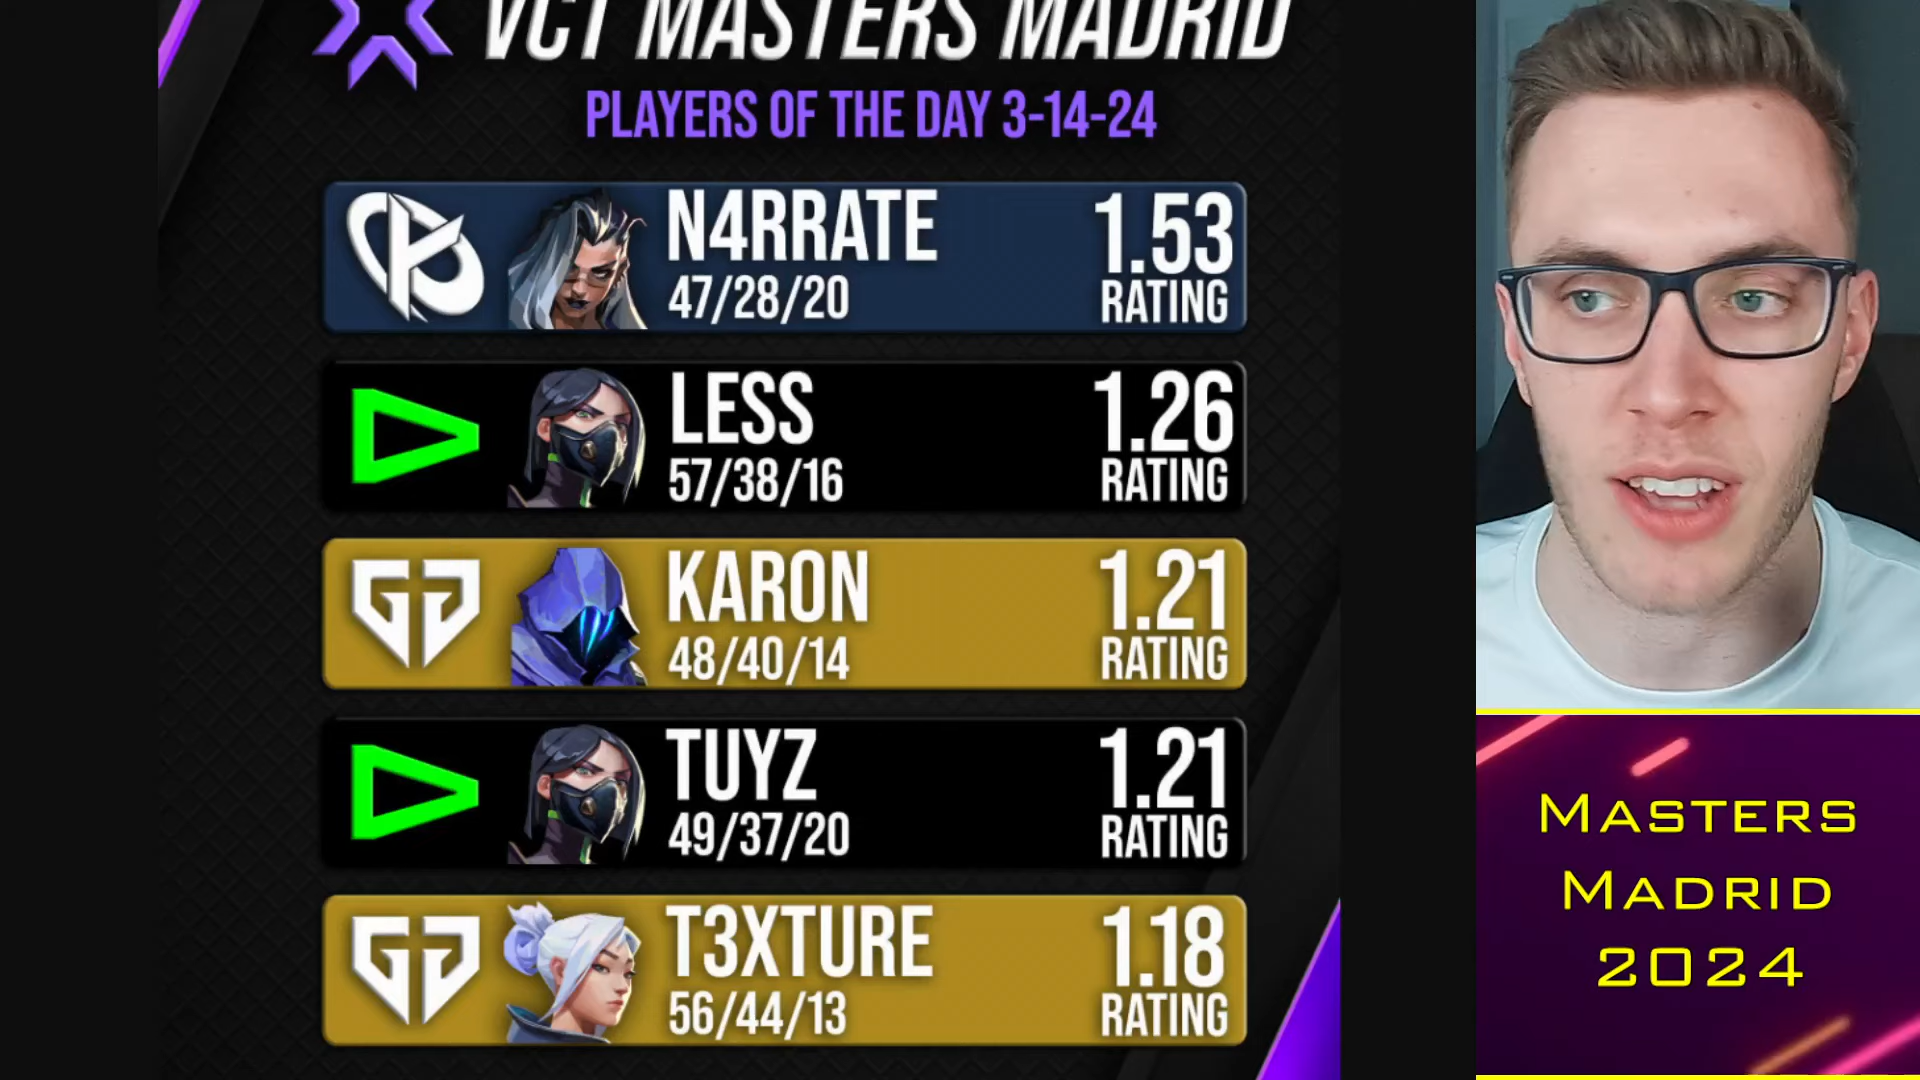 VCT MASTERS MADRID
PLAYERS OF THE DAY 3-14-24
N4RRATE
47/28/20
1.53
RATING
LESS
57/38/16
1.26
RATING
KARON
48/40/14
1.21
RATING
TUYZ
49/37/20
1.21
RATING
T3XTURE
56/44/13
1.18
RATING
MASTERS
MADRID
2024